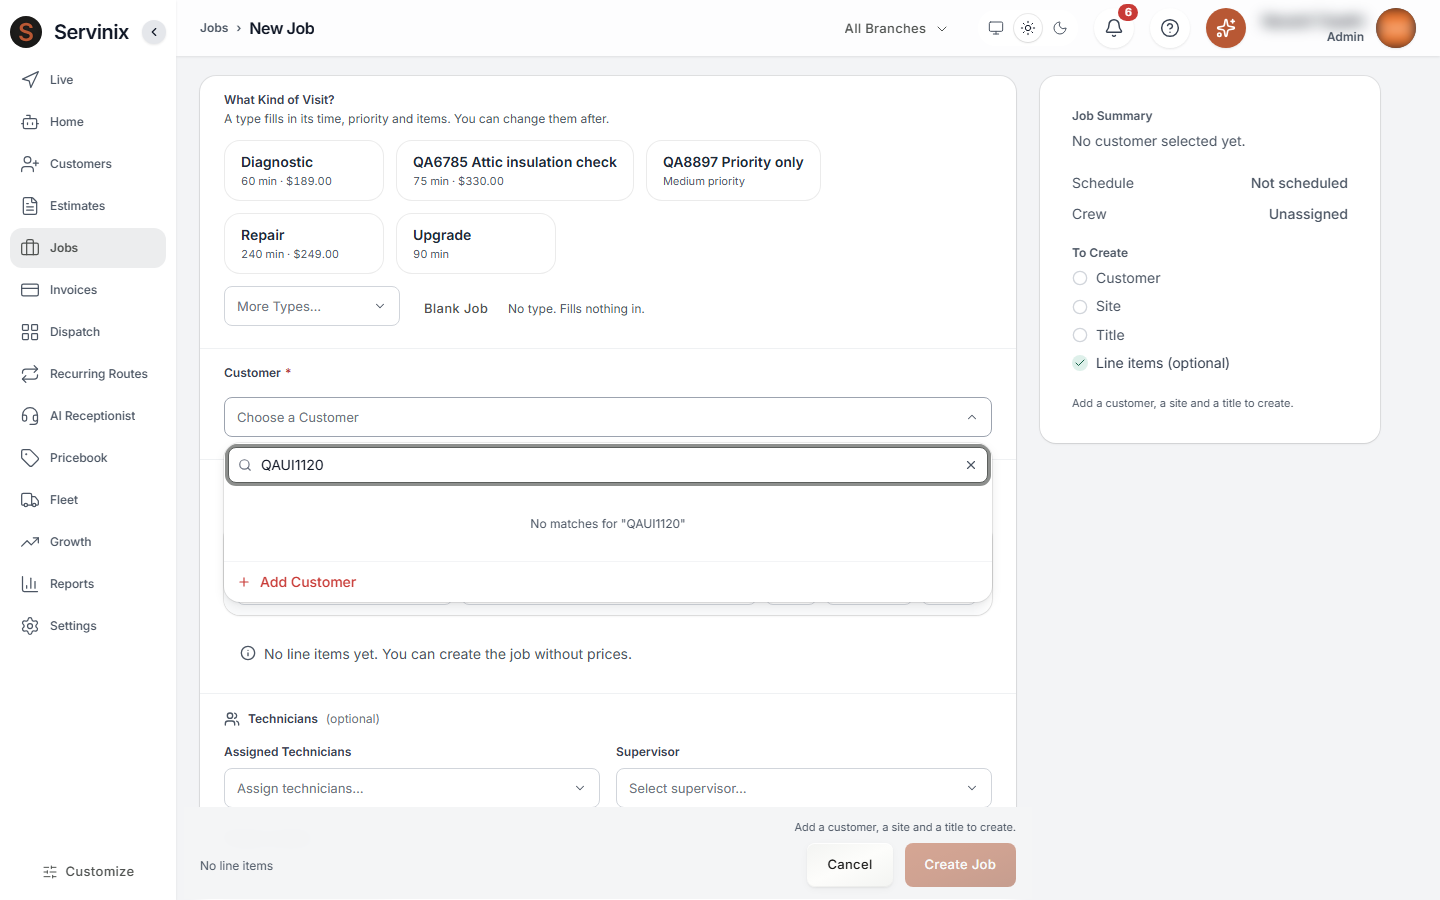 S Servinix
Live
Home
Customers
Estimates
Jobs
Invoices
Dispatch
Recurring Routes
AI Receptionist
Pricebook
Fleet
Growth
Reports
Settings
Customize
Jobs › New Job
All Branches
6
Admin
What Kind of Visit?
A type fills in its time, priority and items. You can change them after.
Diagnostic
60 min · $189.00
QA6785 Attic insulation check
75 min · $330.00
QA8897 Priority only
Medium priority
Repair
240 min · $249.00
Upgrade
90 min
More Types...
Blank Job
No type. Fills nothing in.
Customer *
Choose a Customer
QAUI1120
No matches for "QAUI1120"
+ Add Customer
No line items yet. You can create the job without prices.
Technicians (optional)
Assigned Technicians
Assign technicians...
Supervisor
Select supervisor...
Add a customer, a site and a title to create.
No line items
Cancel
Create Job
Job Summary
No customer selected yet.
Schedule Not scheduled
Crew Unassigned
To Create
Customer
Site
Title
Line items (optional)
Add a customer, a site and a title to create.